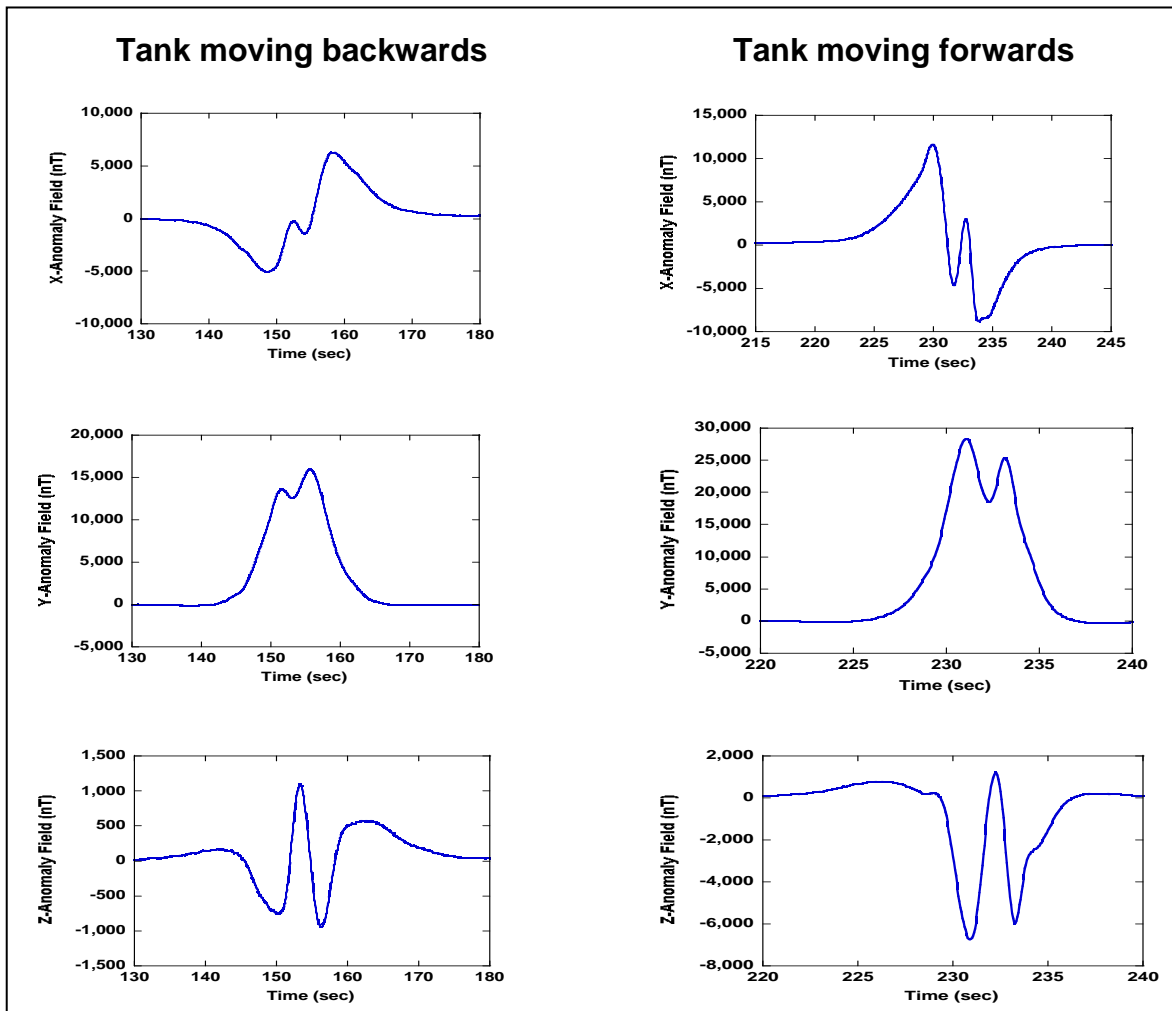 Tank moving backwards
Tank moving forwards
10,000
5,000
0
-5,000
-10,000
X-Anomaly Field (nT)
130 140 150 160 170 180
Time (sec)
15,000
10,000
5,000
0
-5,000
-10,000
X-Anomaly Field (nT)
215 220 225 230 235 240 245
Time (sec)
20,000
15,000
10,000
5,000
0
-5,000
Y-Anomaly Field (nT)
130 140 150 160 170 180
Time (sec)
30,000
25,000
20,000
15,000
10,000
5,000
0
-5,000
Y-Anomaly Field (nT)
220 225 230 235 240
Time (sec)
1,500
1,000
500
0
-500
-1,000
-1,500
Z-Anomaly Field (nT)
130 140 150 160 170 180
Time (sec)
2,000
0
-2,000
-4,000
-6,000
-8,000
Z-Anomaly Field (nT)
220 225 230 235 240
Time (sec)